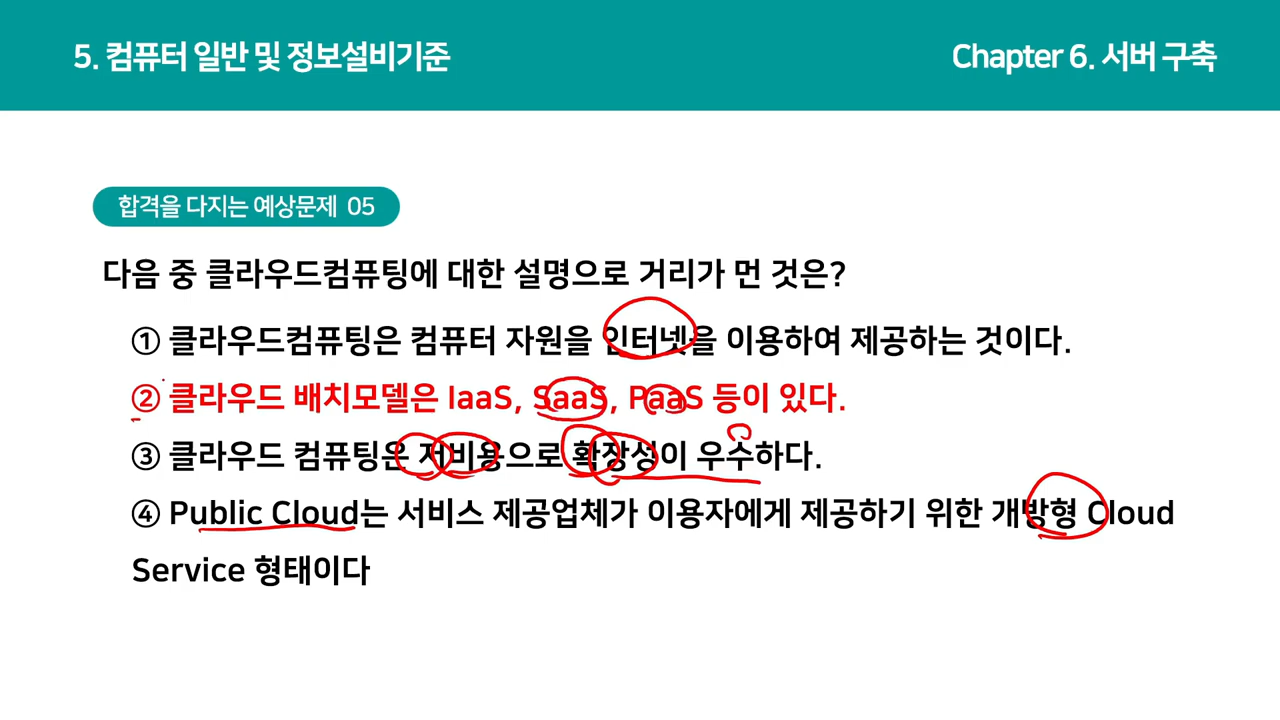 5. 컴퓨터 일반 및 정보설비기준
Chapter 6. 서버 구축
합격을 다지는 예상문제 05
다음 중 클라우드컴퓨팅에 대한 설명으로 거리가 먼 것은?
① 클라우드컴퓨팅은 컴퓨터 자원을 인터넷을 이용하여 제공하는 것이다.
② 클라우드 배치모델은 IaaS, SaaS, PaaS 등이 있다.
③ 클라우드 컴퓨팅은 저비용으로 확장성이 우수하다.
④ Public Cloud는 서비스 제공업체가 이용자에게 제공하기 위한 개방형 Cloud
Service 형태이다